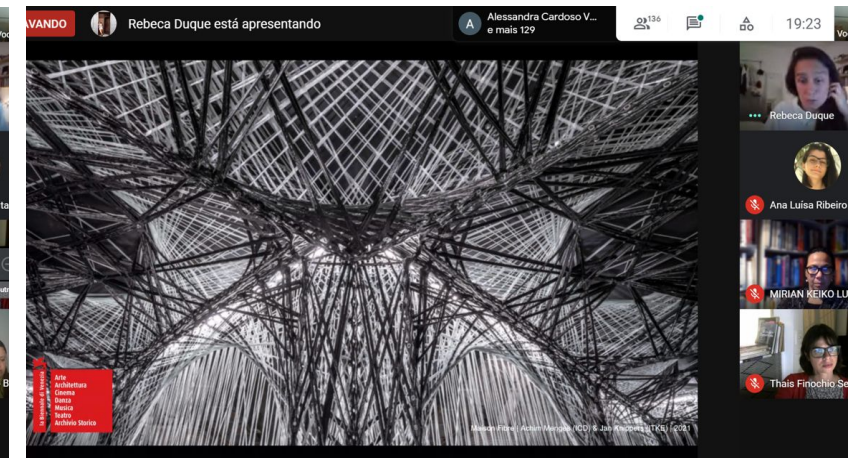 VANDO
Rebeca Duque está apresentando
A
Alessandra Cardoso V...
e mais 129
136
19:23
Rebeca Duque
Ana Luísa Ribeiro
MIRIAN KEIKO LU
Thais Finochio Se
la Biennale di Venezia
Arte
Architettura
Cinema
Danza
Musica
Teatro
Archivio Storico
Maison Fibre | Achim Menges (ICD) & Jan Knippers (ITKE) | 2021